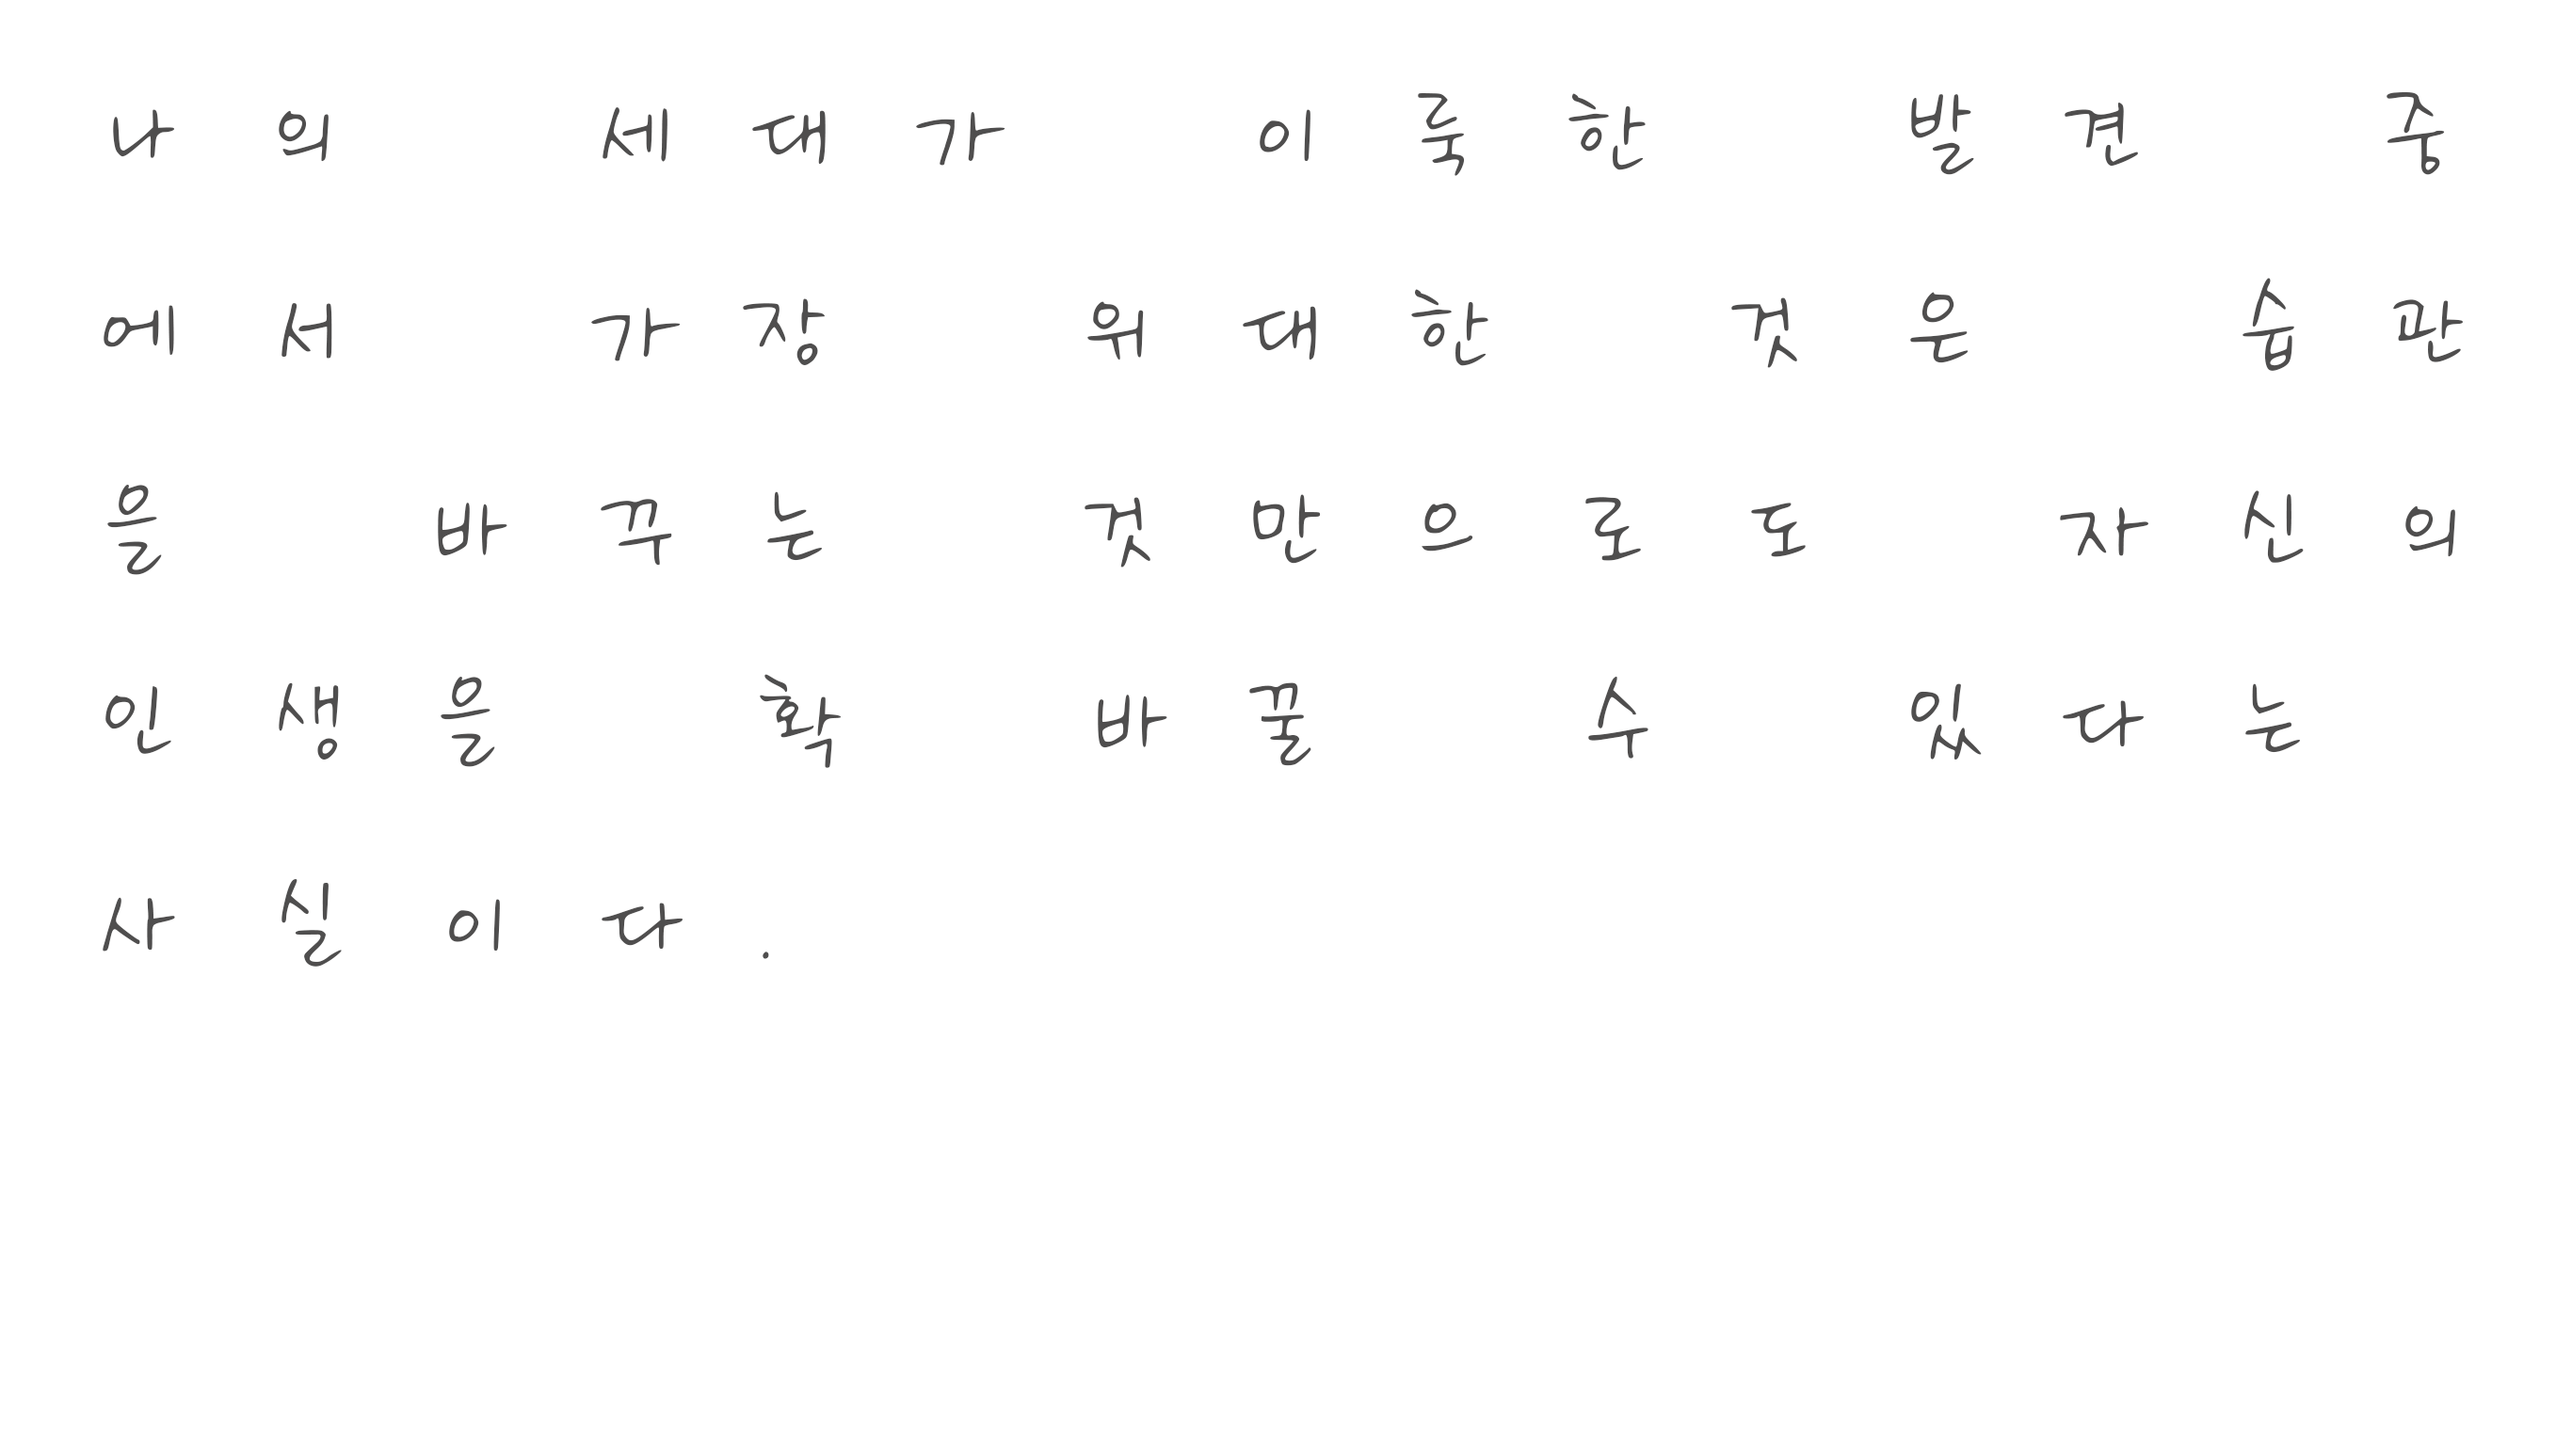 나의 세대가 이룩한 발견 중
에서 가장 위대한 것은 습관
을 바꾸는 것만으로도 자신의
인생을 확 바꿀 수 있다는
사실이다.